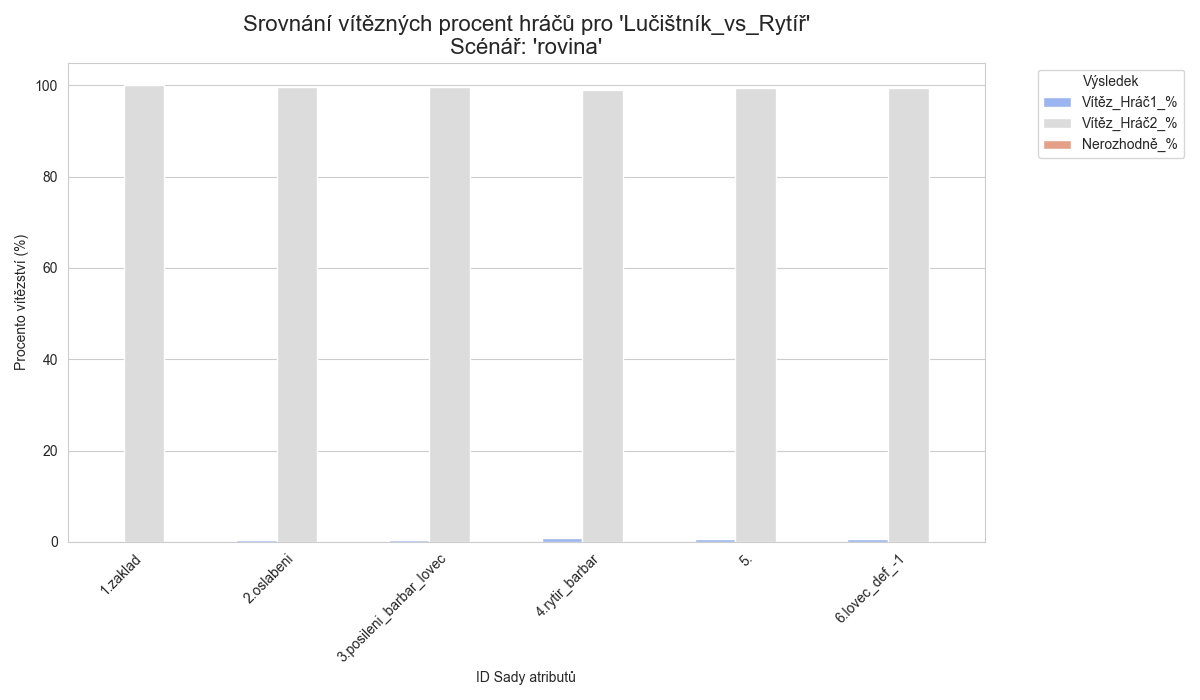 Srovnání vítězných procent hráčů pro 'Lučištník_vs_Rytíř'
Scénář: 'rovina'
Výsledek
Vítěz_Hráč1_%
Vítěz_Hráč2_%
Nerozhodně_%
Procento vítězství (%)
100
80
60
40
20
0
1.zaklad
2.oslabeni
3.posileni_barbar_lovec
4.rytir_barbar
5.
6.lovec_def_-1
ID Sady atributů